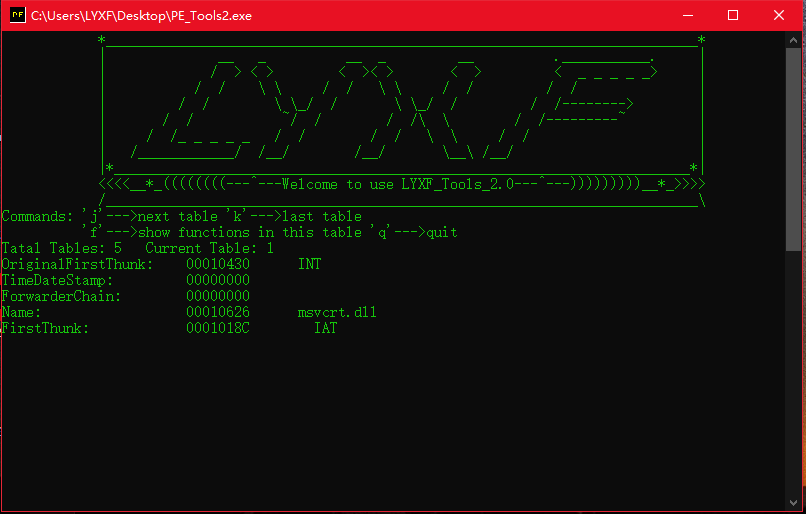 C:\Users\LYXF\Desktop\PE_Tools2.exe
LYXF
<<<<__*_((((((((---^---Welcome to use LYXF_Tools_2.0---^---)))))))))__*_>>>>
Commands: 'j'--->next table 'k'--->last table
'f'--->show functions in this table 'q'--->quit
Tatal Tables: 5   Current Table: 1
OriginalFirstThunk:    00010430      INT
TimeDateStamp:         00000000
ForwarderChain:        00000000
Name:                  00010626      msvcrt.dll
FirstThunk:            0001018C        IAT